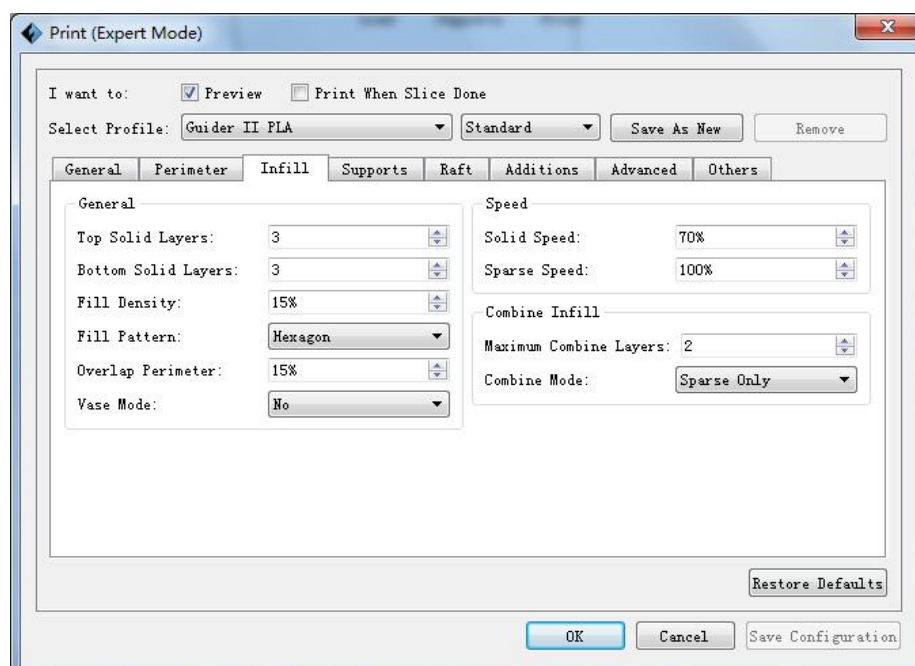 Print (Expert Mode)
I want to: Preview Print When Slice Done
Select Profile: Guider II PLA Standard Save As New Remove
General Perimeter Infill Supports Raft Additions Advanced Others
General
Top Solid Layers: 3
Bottom Solid Layers: 3
Fill Density: 15%
Fill Pattern: Hexagon
Overlap Perimeter: 15%
Vase Mode: No
Speed
Solid Speed: 70%
Sparse Speed: 100%
Combine Infill
Maximum Combine Layers: 2
Combine Mode: Sparse Only
Restore Defaults
OK Cancel Save Configuration